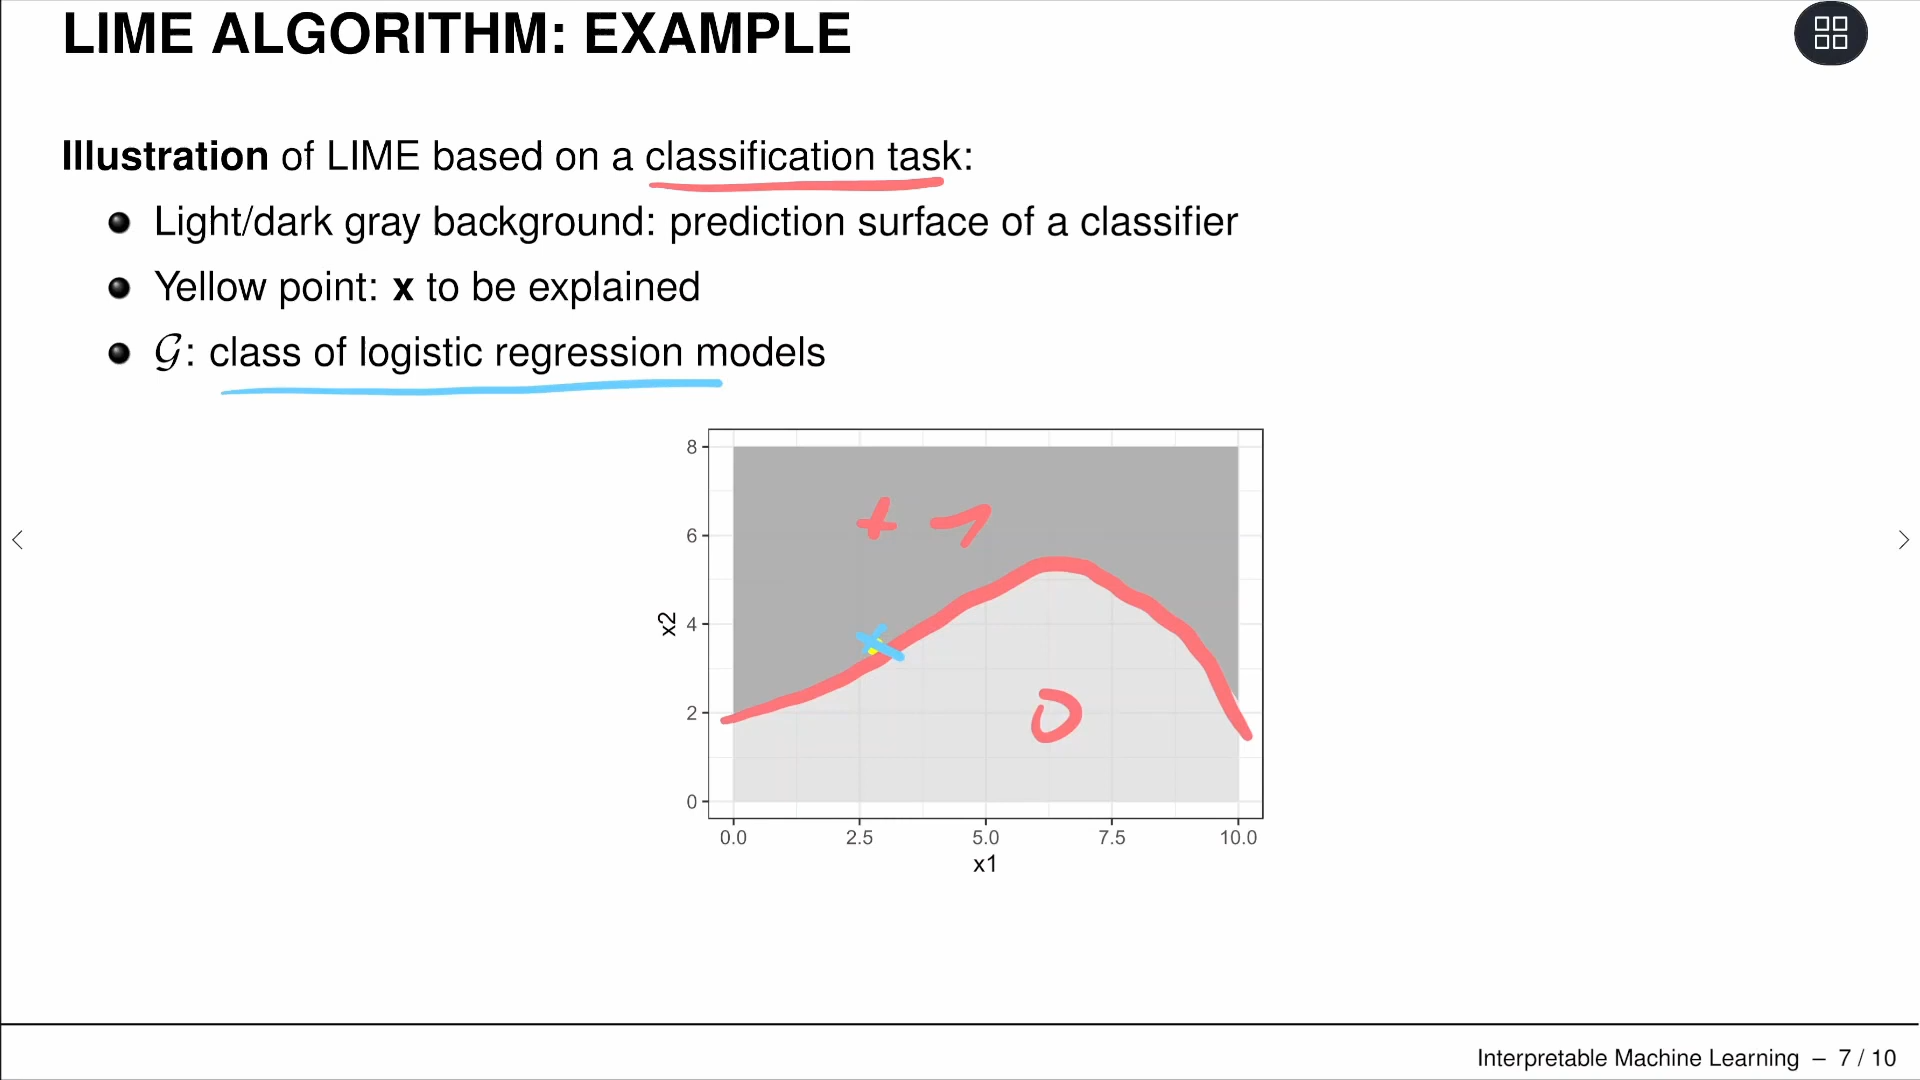 LIME ALGORITHM: EXAMPLE
Illustration of LIME based on a classification task:
Light/dark gray background: prediction surface of a classifier
Yellow point: x to be explained
𝒢: class of logistic regression models
8
6
4
2
0
x2
+ 1
0
0.0 2.5 5.0 7.5 10.0
x1
Interpretable Machine Learning – 7 / 10